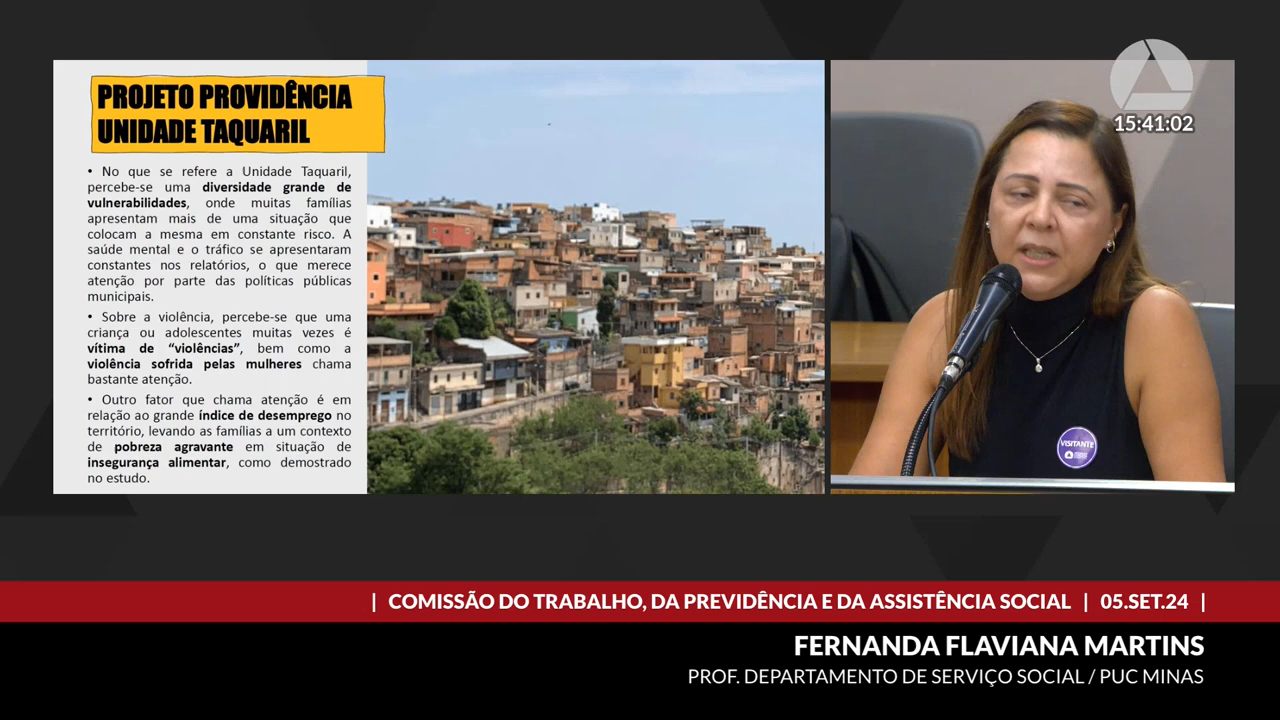 PROJETO PROVIDÊNCIA
UNIDADE TAQUARIL
• No que se refere a Unidade Taquaril,
percebe-se uma diversidade grande de
vulnerabilidades, onde muitas famílias
apresentam mais de uma situação que
colocam a mesma em constante risco. A
saúde mental e o tráfico se apresentaram
constantes nos relatórios, o que merece
atenção por parte das políticas públicas
municipais.
• Sobre a violência, percebe-se que uma
criança ou adolescentes muitas vezes é
vítima de “violências”, bem como a
violência sofrida pelas mulheres chama
bastante atenção.
• Outro fator que chama atenção é em
relação ao grande índice de desemprego no
território, levando as famílias a um contexto
de pobreza agravante em situação de
insegurança alimentar, como demostrado
no estudo.
15:41:02
VISITANTE
| COMISSÃO DO TRABALHO, DA PREVIDÊNCIA E DA ASSISTÊNCIA SOCIAL | 05.SET.24 |
FERNANDA FLAVIANA MARTINS
PROF. DEPARTAMENTO DE SERVIÇO SOCIAL / PUC MINAS